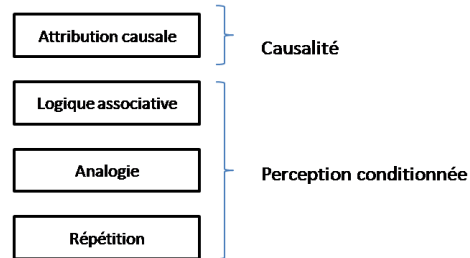 Attribution causale
Causalité
Logique associative
Analogie
Perception conditionnée
Répétition